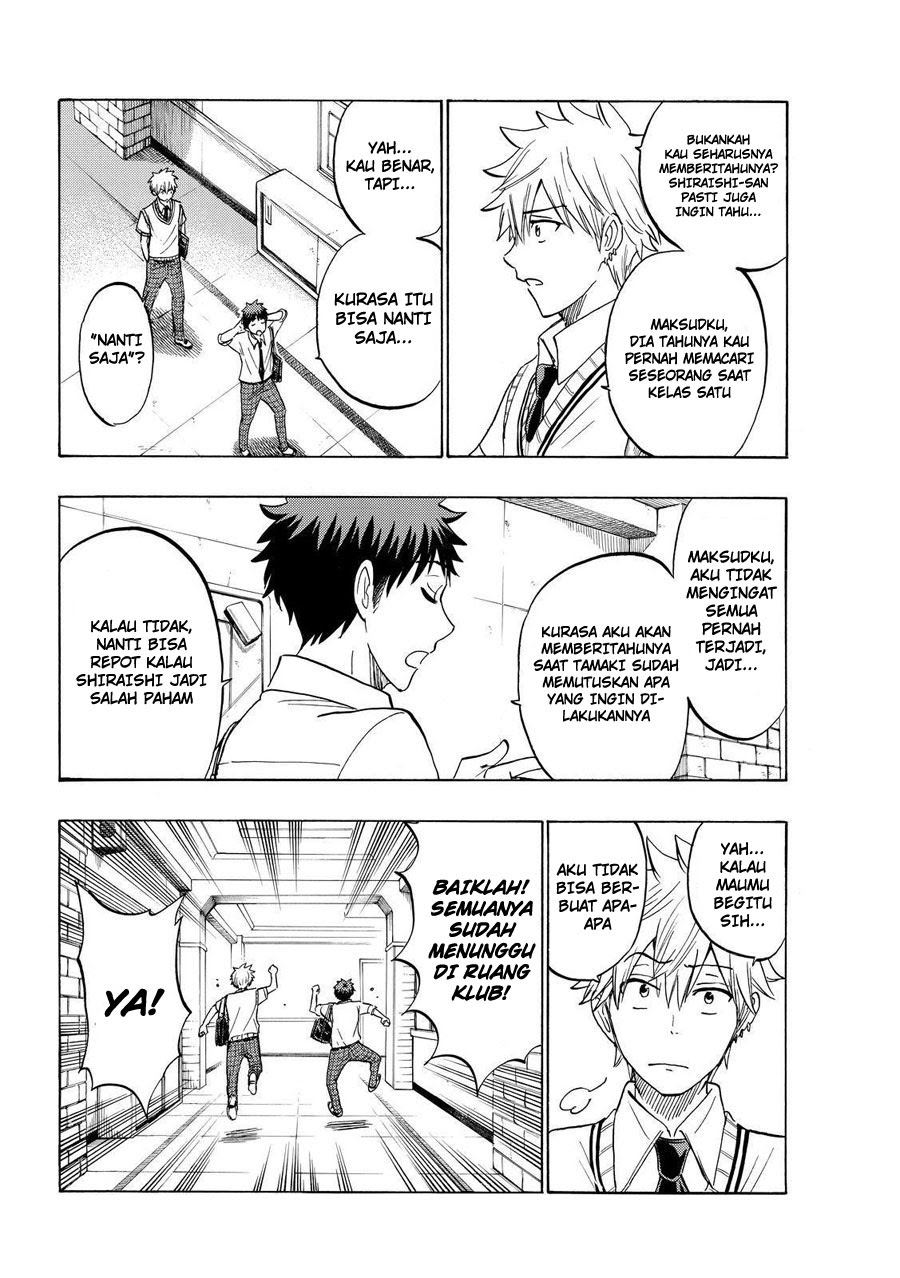 BUKANKAH
KAU SEHARUSNYA
MEMBERITAHUNYA?
SHIRAISHI-SAN
PASTI JUGA
INGIN TAHU...
MAKSUDKU,
DIA TAHUNYA KAU
PERNAH MEMACARI
SESEORANG SAAT
KELAS SATU
YAH...
KAU BENAR,
TAPI...
KURASA ITU
BISA NANTI
SAJA...
"NANTI
SAJA"?
MAKSUDKU,
AKU TIDAK
MENGINGAT
SEMUA
PERNAH
TERJADI,
JADI...
KURASA AKU AKAN
MEMBERITAHUNYA
SAAT TAMAKI SUDAH
MEMUTUSKAN APA
YANG INGIN DI-
LAKUKANNYA
KALAU TIDAK,
NANTI BISA
REPOT KALAU
SHIRAISHI JADI
SALAH PAHAM
YAH...
KALAU
MAUMU
BEGITU
SIH...
AKU TIDAK
BISA BER-
BUAT APA-
APA
BAIKLAH!
SEMUANYA
SUDAH
MENUNGGU
DI RUANG
KLUB!
YA!